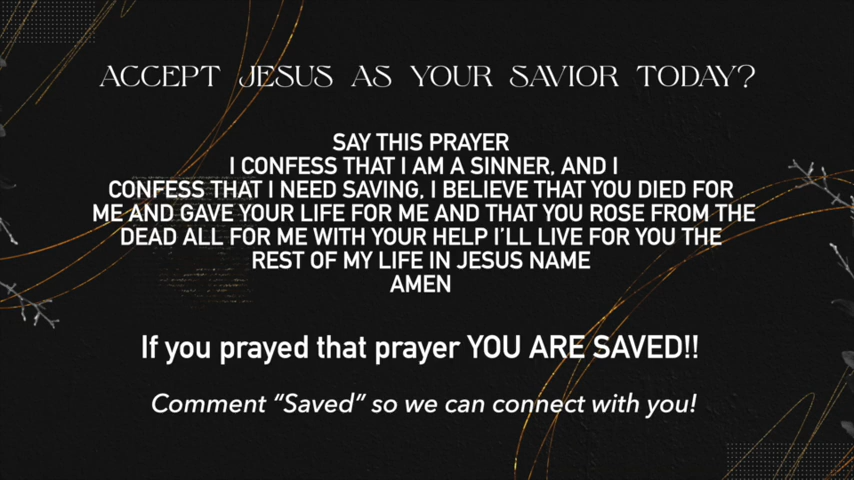 ACCEPT JESUS AS YOUR SAVIOR TODAY?
SAY THIS PRAYER
I CONFESS THAT I AM A SINNER, AND I
CONFESS THAT I NEED SAVING, I BELIEVE THAT YOU DIED FOR
ME AND GAVE YOUR LIFE FOR ME AND THAT YOU ROSE FROM THE
DEAD ALL FOR ME WITH YOUR HELP I'LL LIVE FOR YOU THE
REST OF MY LIFE IN JESUS NAME
AMEN
If you prayed that prayer YOU ARE SAVED!!
Comment “Saved” so we can connect with you!